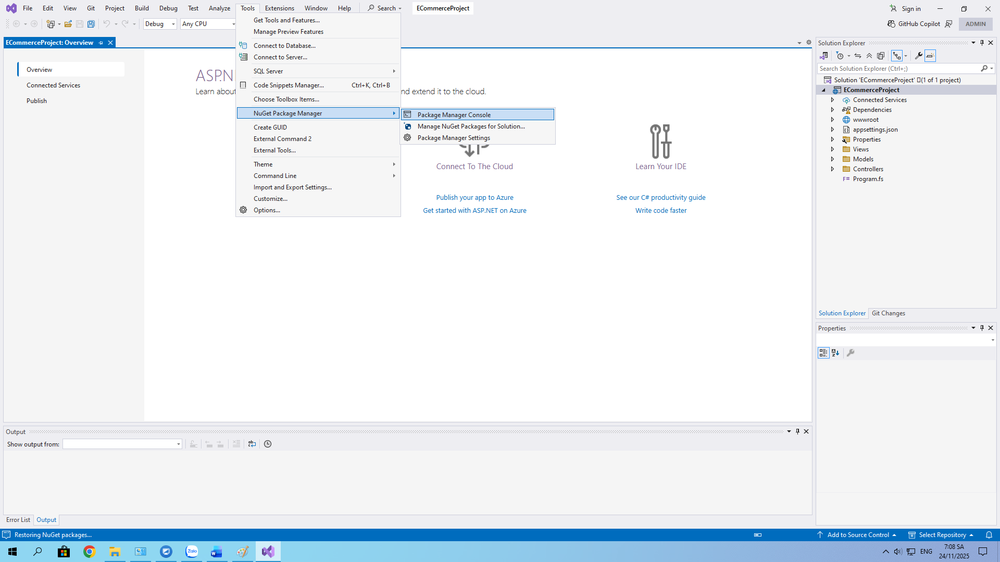 File Edit View Git Project Build Debug Test Analyze Tools Extensions Window Help Search ECommerceProject Sign in
Debug Any CPU GitHub Copilot ADMIN
ECommerceProject: Overview
Overview
Connected Services
Publish
ASP.N
Learn about nd extend it to the cloud.
Get Tools and Features...
Manage Preview Features
Connect to Database...
Connect to Server...
SQL Server
Code Snippets Manager... Ctrl+K, Ctrl+B
Choose Toolbox Items...
NuGet Package Manager
Create GUID
External Command 2
External Tools...
Theme
Command Line
Import and Export Settings...
Customize...
Options...
Package Manager Console
Manage NuGet Packages for Solution...
Package Manager Settings
Connect To The Cloud
Publish your app to Azure
Get started with ASP.NET on Azure
Learn Your IDE
See our C# productivity guide
Write code faster
Solution Explorer
Search Solution Explorer (Ctrl+;)
Solution 'ECommerceProject' (1 of 1 project)
ECommerceProject
Connected Services
Dependencies
wwwroot
appsettings.json
Properties
Views
Models
Controllers
F# Program.fs
Solution Explorer Git Changes
Properties
Output
Show output from:
Error List Output
Restoring NuGet packages... Add to Source Control Select Repository
Zalo ENG 7:08 SA
24/11/2025